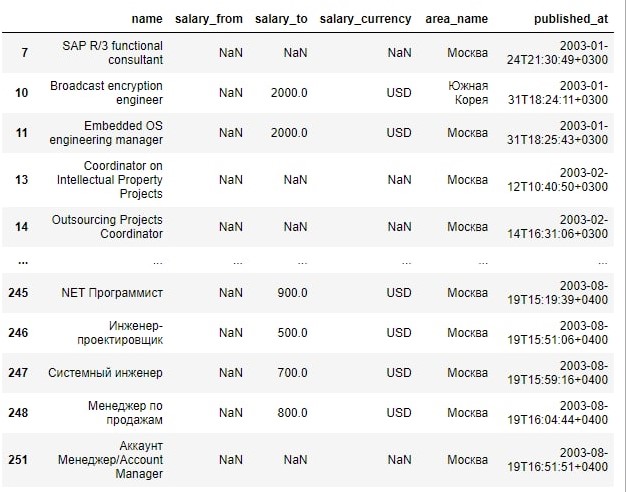 name salary_from salary_to salary_currency area_name published_at
7 SAP R/3 functional consultant NaN NaN NaN Москва 2003-01-24T21:30:49+0300
10 Broadcast encryption engineer NaN 2000.0 USD Южная Корея 2003-01-31T18:24:11+0300
11 Embedded OS engineering manager NaN 2000.0 USD Москва 2003-01-31T18:25:43+0300
13 Coordinator on Intellectual Property Projects NaN NaN NaN Москва 2003-02-12T10:40:50+0300
14 Outsourcing Projects Coordinator NaN NaN NaN Москва 2003-02-14T16:31:06+0300
... ... ... ... ... ... ...
245 NET Программист NaN 900.0 USD Москва 2003-08-19T15:19:39+0400
246 Инженер-проектировщик NaN 500.0 USD Москва 2003-08-19T15:51:06+0400
247 Системный инженер NaN 700.0 USD Москва 2003-08-19T15:59:16+0400
248 Менеджер по продажам NaN 800.0 USD Москва 2003-08-19T16:04:44+0400
251 Аккаунт Менеджер/Account Manager NaN NaN NaN Москва 2003-08-19T16:51:51+0400